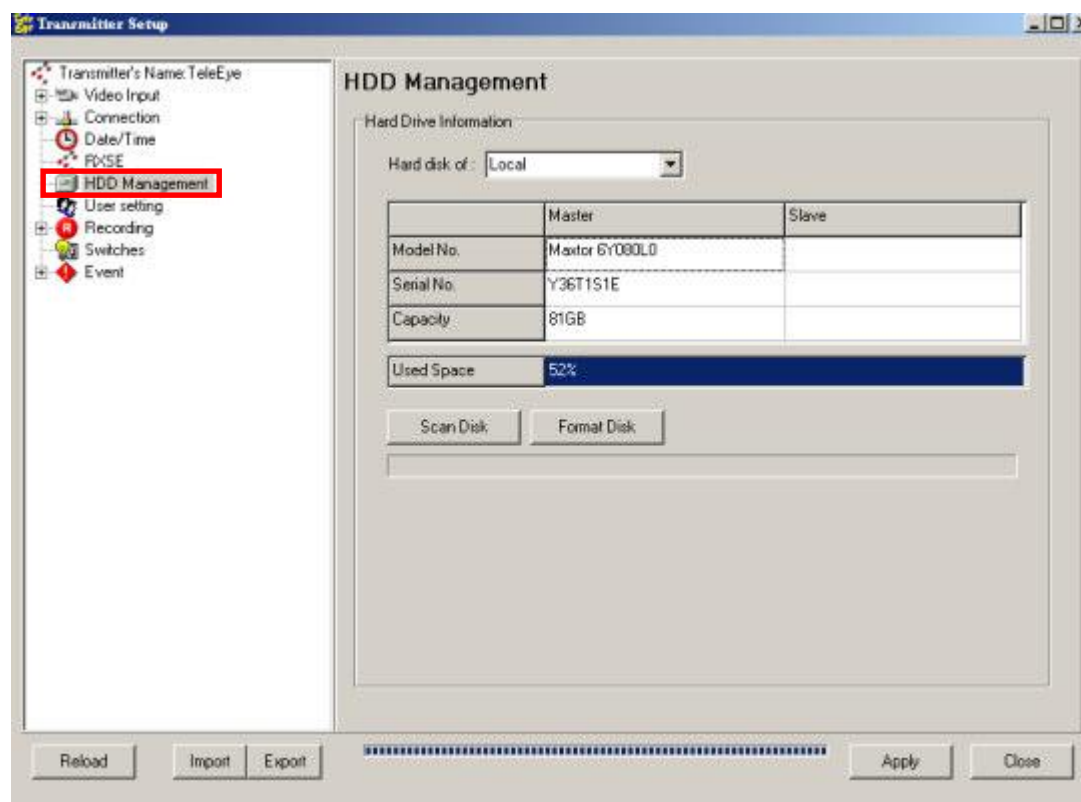 Transmitter Setup
Transmitter's Name:TeleEye
Video Input
Connection
Date/Time
RXSE
HDD Management
User setting
Recording
Switches
Event
HDD Management
Hard Drive Information
Hard disk of : Local
Master Slave
Model No. Maxtor 6Y080L0
Serial No. Y36T1S1E
Capacity 81GB
Used Space 52%
Scan Disk Format Disk
Reload Import Export Apply Close